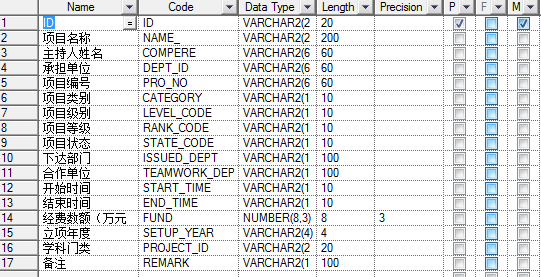 Name Code Data Type Length Precision P F M
1 ID = ID VARCHAR2(2 20
2 项目名称 NAME_ VARCHAR2(2 200
3 主持人姓名 COMPERE VARCHAR2(6 60
4 承担单位 DEPT_ID VARCHAR2(6 60
5 项目编号 PRO_NO VARCHAR2(6 60
6 项目类别 CATEGORY VARCHAR2(1 10
7 项目级别 LEVEL_CODE VARCHAR2(1 10
8 项目等级 RANK_CODE VARCHAR2(1 10
9 项目状态 STATE_CODE VARCHAR2(1 10
10 下达部门 ISSUED_DEPT VARCHAR2(1 100
11 合作单位 TEAMWORK_DEP VARCHAR2(1 100
12 开始时间 START_TIME VARCHAR2(1 10
13 结束时间 END_TIME VARCHAR2(1 10
14 经费数额（万元 FUND NUMBER(8,3) 8 3
15 立项年度 SETUP_YEAR VARCHAR2(4) 4
16 学科门类 PROJECT_ID VARCHAR2(2 20
17 备注 REMARK VARCHAR2(1 100